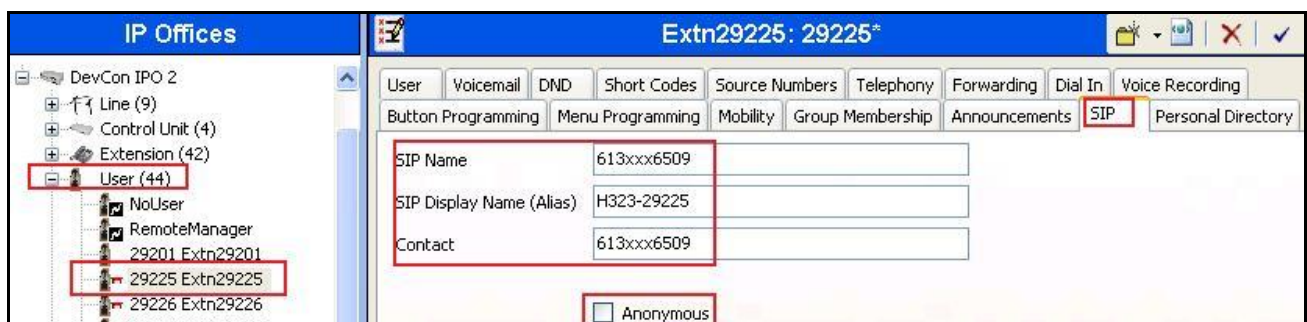 IP Offices
DevCon IPO 2
Line (9)
Control Unit (4)
Extension (42)
User (44)
NoUser
RemoteManager
29201 Extn29201
29225 Extn29225
29226 Extn29226
Extn29225: 29225*
User Voicemail DND Short Codes Source Numbers Telephony Forwarding Dial In Voice Recording
Button Programming Menu Programming Mobility Group Membership Announcements SIP Personal Directory
SIP Name 613xxx6509
SIP Display Name (Alias) H323-29225
Contact 613xxx6509
Anonymous